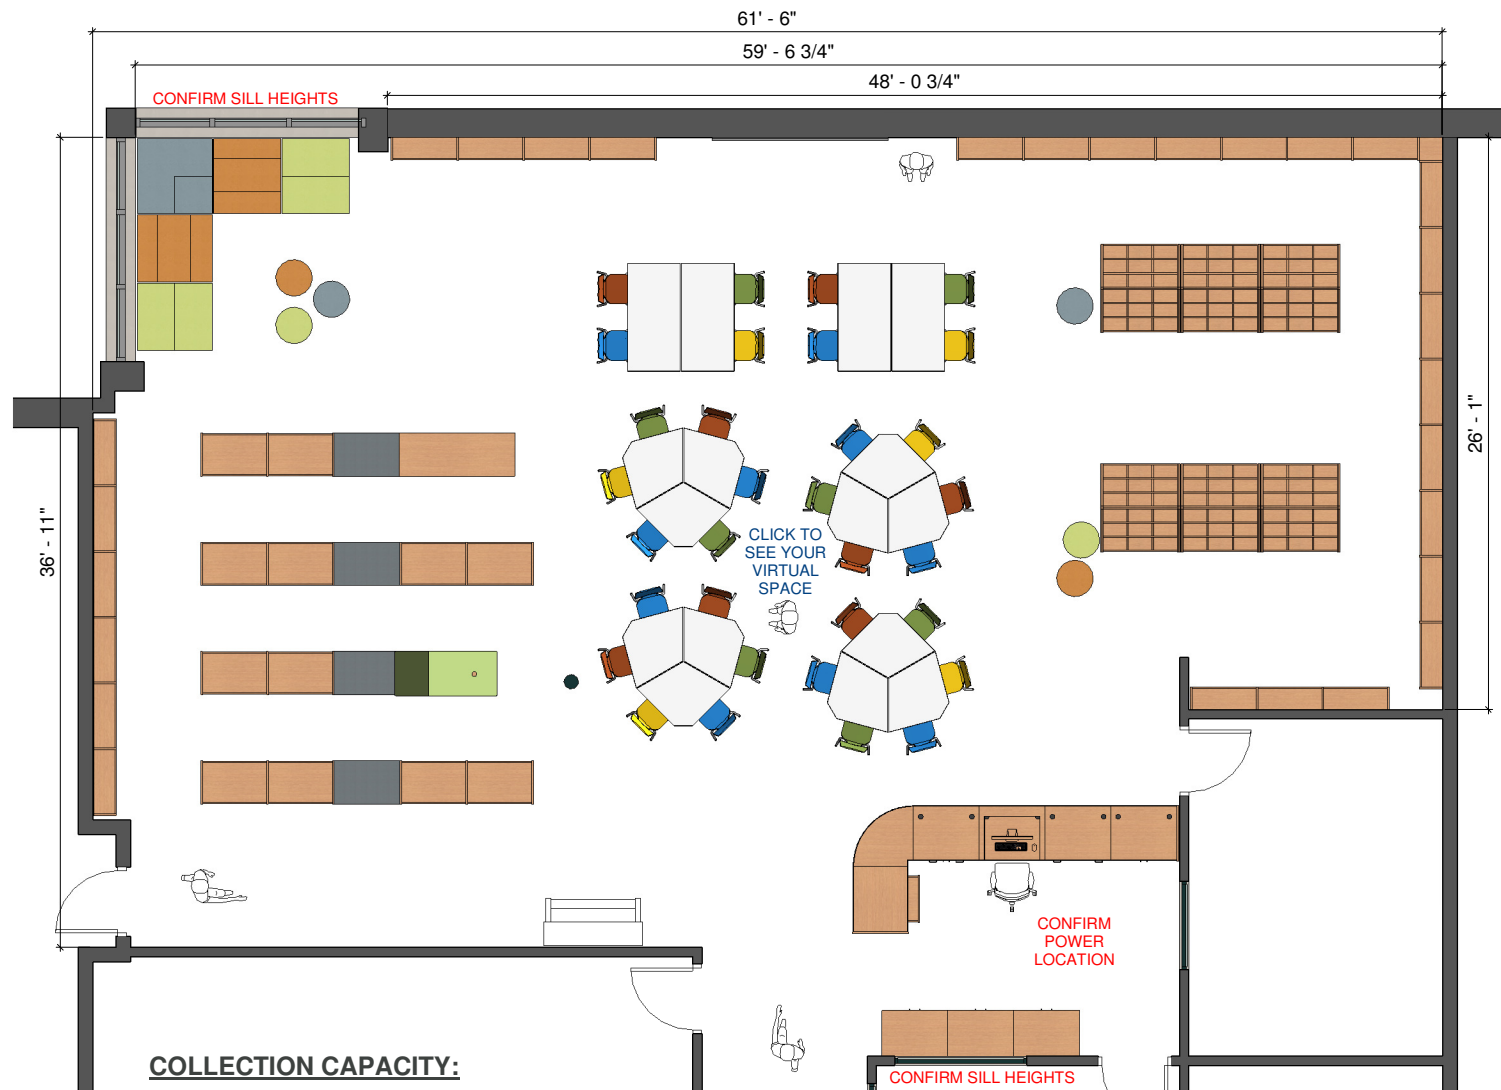 61' - 6"
59' - 6 3/4"
48' - 0 3/4"
CONFIRM SILL HEIGHTS
26' - 1"
36' - 11"
CLICK TO
SEE YOUR
VIRTUAL
SPACE
CONFIRM
POWER
LOCATION
COLLECTION CAPACITY:
CONFIRM SILL HEIGHTS